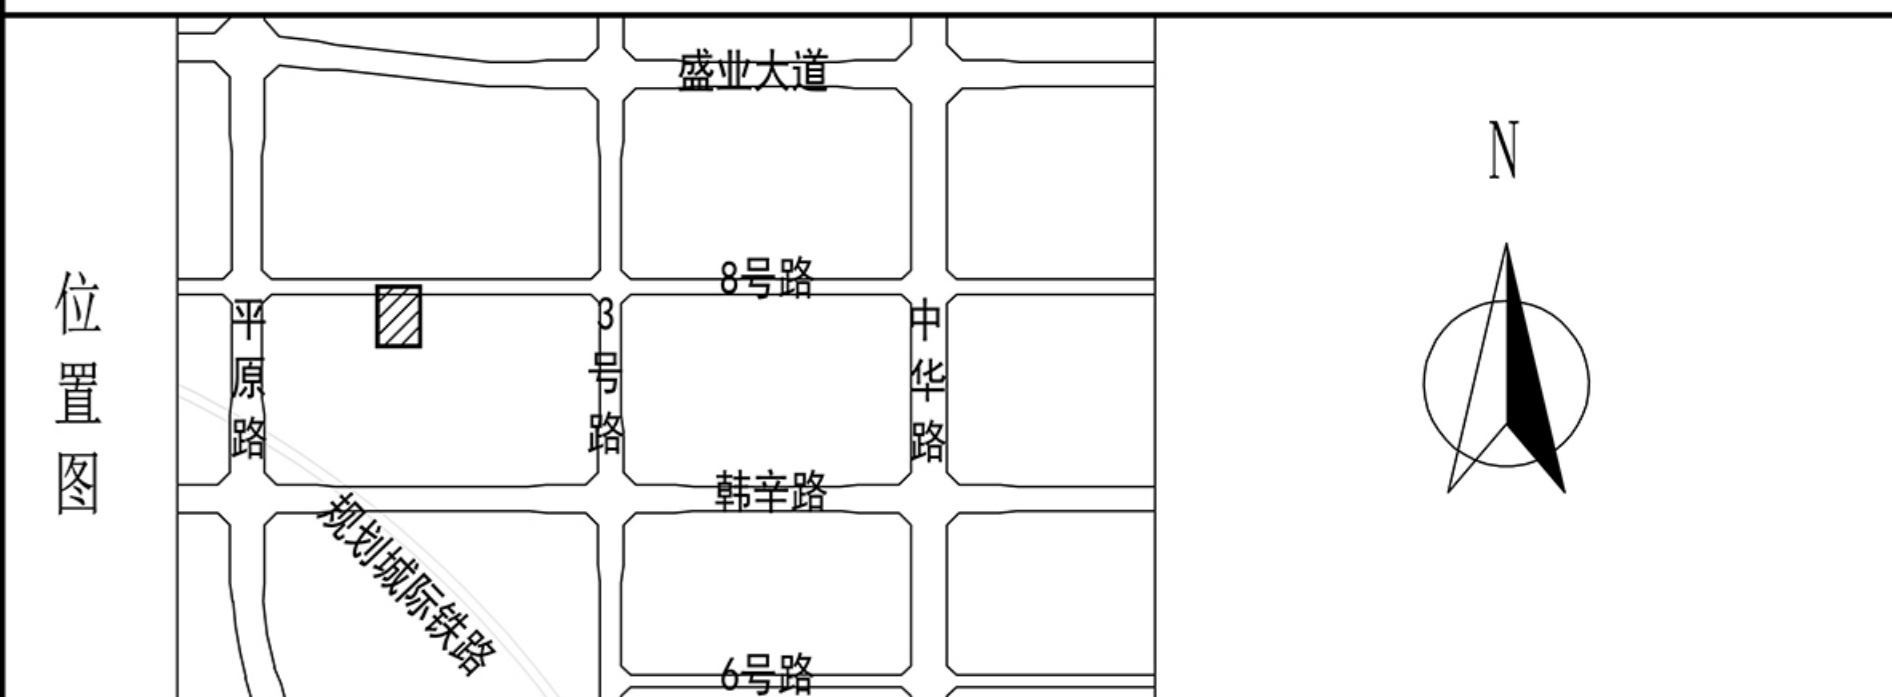 位置图
盛业大道
8号路
平原路
3号路
中华路
韩辛路
规划城际铁路
6号路
N